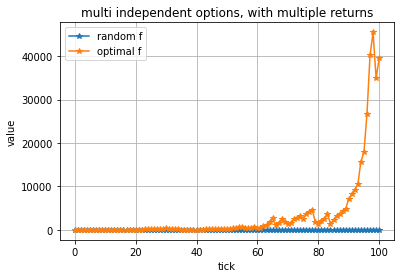 multi independent options, with multiple returns
random f
optimal f
40000
30000
20000
10000
0
value
0
20
40
60
80
100
tick